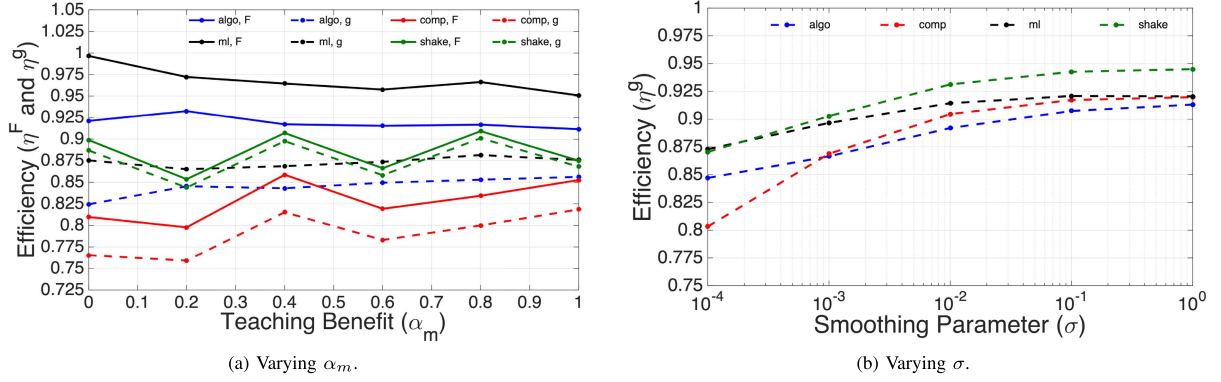 1.05
1.025
1
0.975
0.95
0.925
0.9
0.875
0.85
0.825
0.8
0.775
0.75
0.725
Efficiency (η^F and η^g)
algo, F algo, g comp, F comp, g
ml, F ml, g shake, F shake, g
0 0.1 0.2 0.3 0.4 0.5 0.6 0.7 0.8 0.9 1
Teaching Benefit (α_m)
(a) Varying α_m.
1
0.975
0.95
0.925
0.9
0.875
0.85
0.825
0.8
0.775
0.75
Efficiency (η^g)
algo comp ml shake
10^-4 10^-3 10^-2 10^-1 10^0
Smoothing Parameter (σ)
(b) Varying σ.